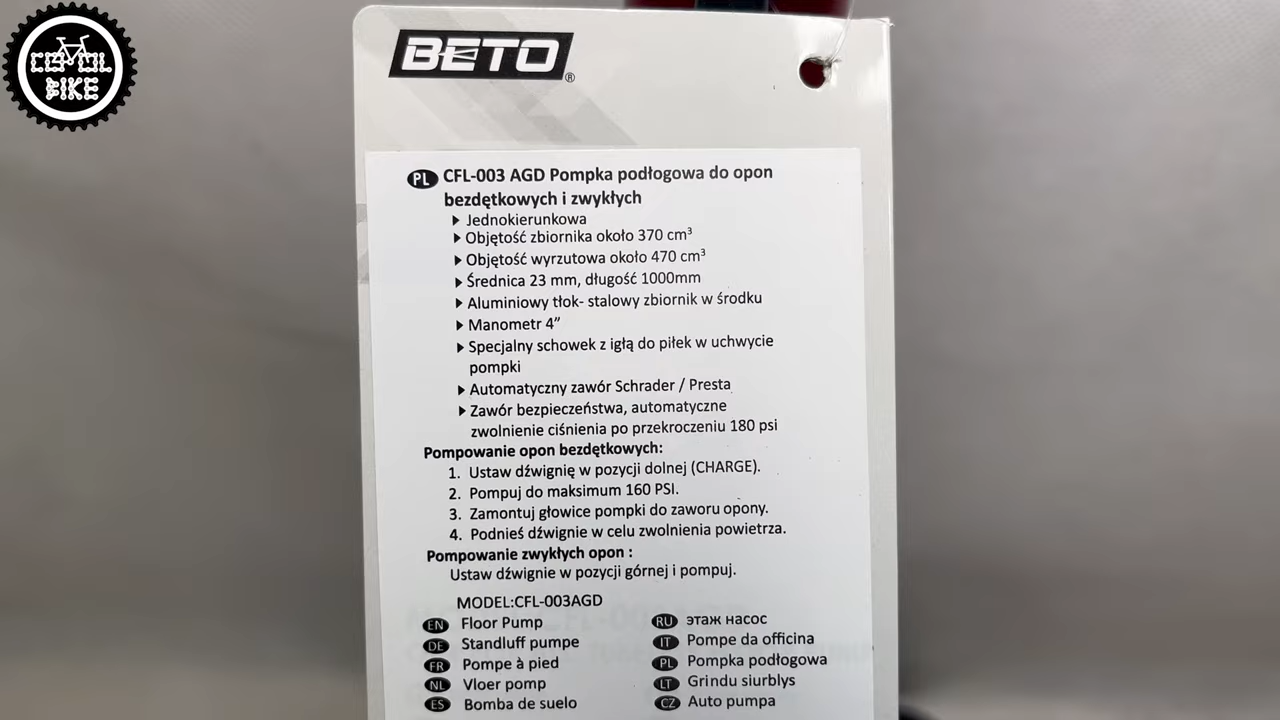 CEWOL
BIKE
BETO®
PL CFL-003 AGD Pompka podłogowa do opon
bezdętkowych i zwykłych
Jednokierunkowa
Objętość zbiornika około 370 cm³
Objętość wyrzutowa około 470 cm³
Średnica 23 mm, długość 1000mm
Aluminiowy tłok- stalowy zbiornik w środku
Manometr 4”
Specjalny schowek z igłą do piłek w uchwycie
pompki
Automatyczny zawór Schrader / Presta
Zawór bezpieczeństwa, automatyczne
zwolnienie ciśnienia po przekroczeniu 180 psi
Pompowanie opon bezdętkowych:
1. Ustaw dźwignię w pozycji dolnej (CHARGE).
2. Pompuj do maksimum 160 PSI.
3. Zamontuj głowice pompki do zaworu opony.
4. Podnieś dźwignie w celu zwolnienia powietrza.
Pompowanie zwykłych opon :
Ustaw dźwignie w pozycji górnej i pompuj.
MODEL:CFL-003AGD
EN Floor Pump
DE Standluff pumpe
FR Pompe à pied
NL Vloer pomp
ES Bomba de suelo
RU этаж насос
IT Pompe da officina
PL Pompka podłogowa
LT Grindu siurblys
CZ Auto pumpa